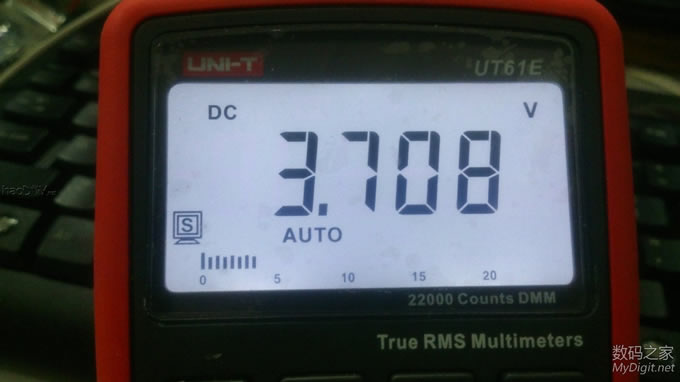 UNI-T
UT61E
DC
V
3.708
S
AUTO
0 5 10 15 20
22000 Counts DMM
True RMS Multimeters
数码之家
MyDigit.net